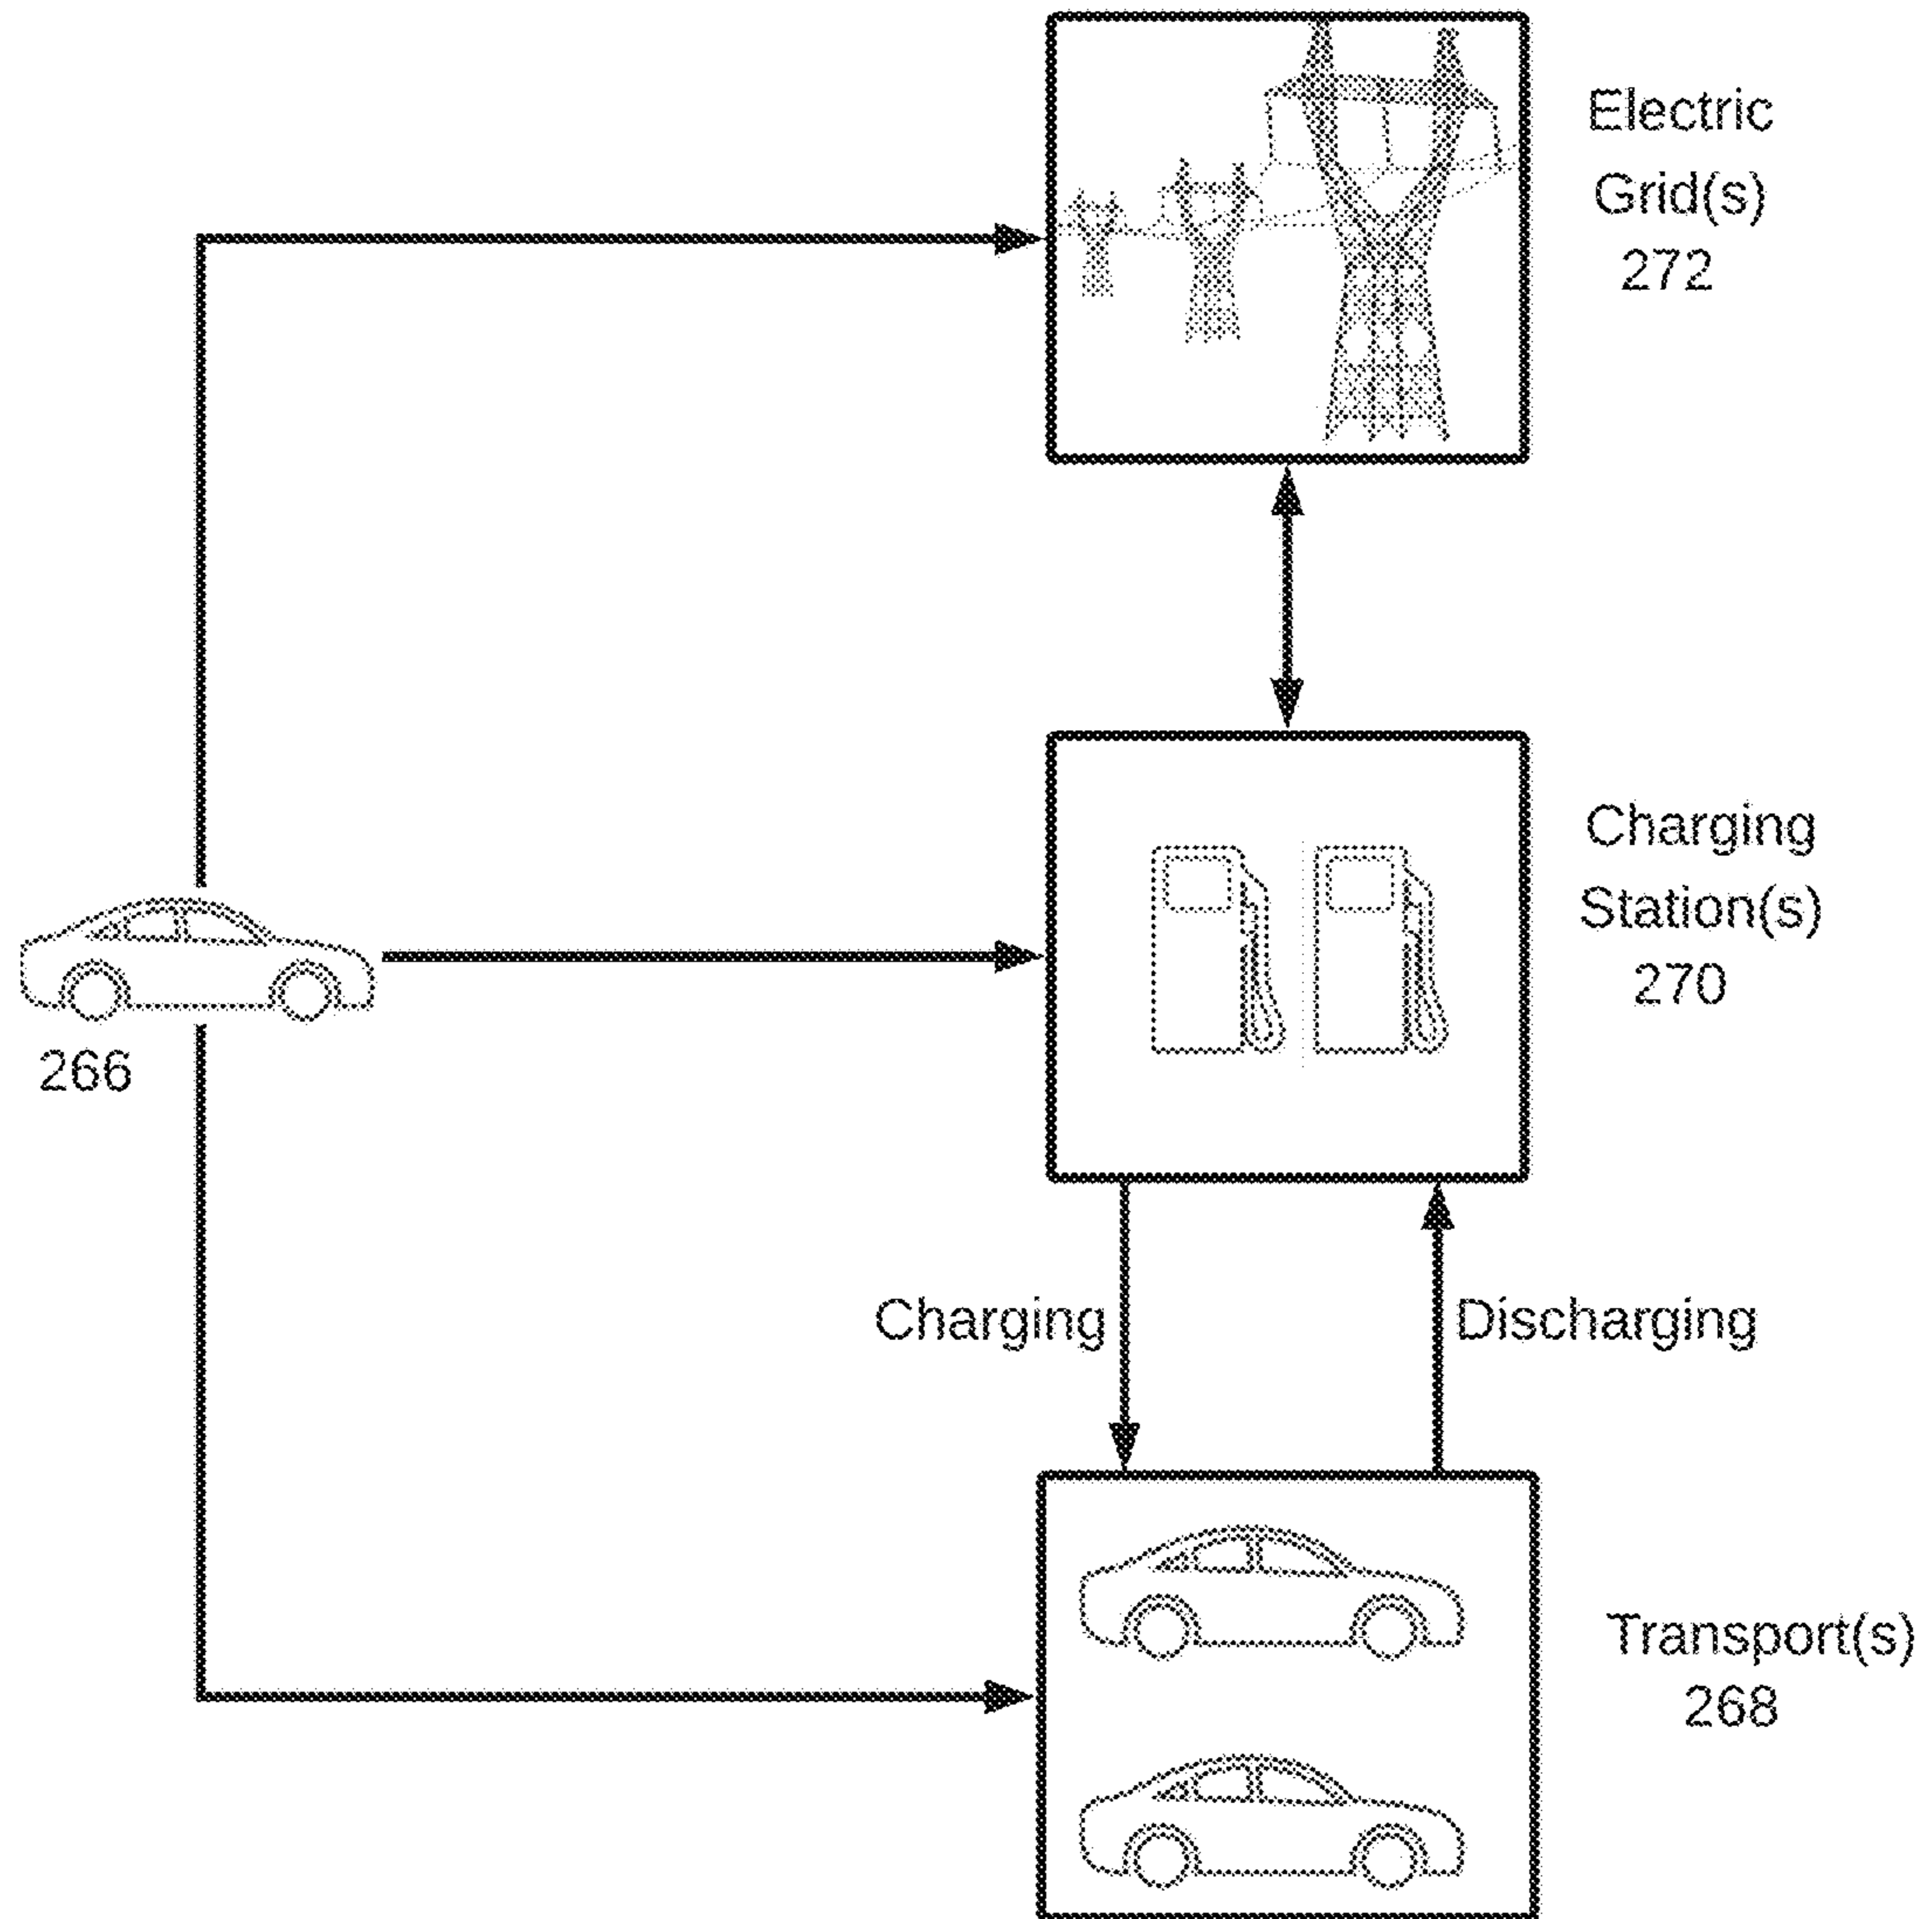 Electric
Grid(s)
272
Charging
Station(s)
270
266
Charging
Discharging
Transport(s)
268